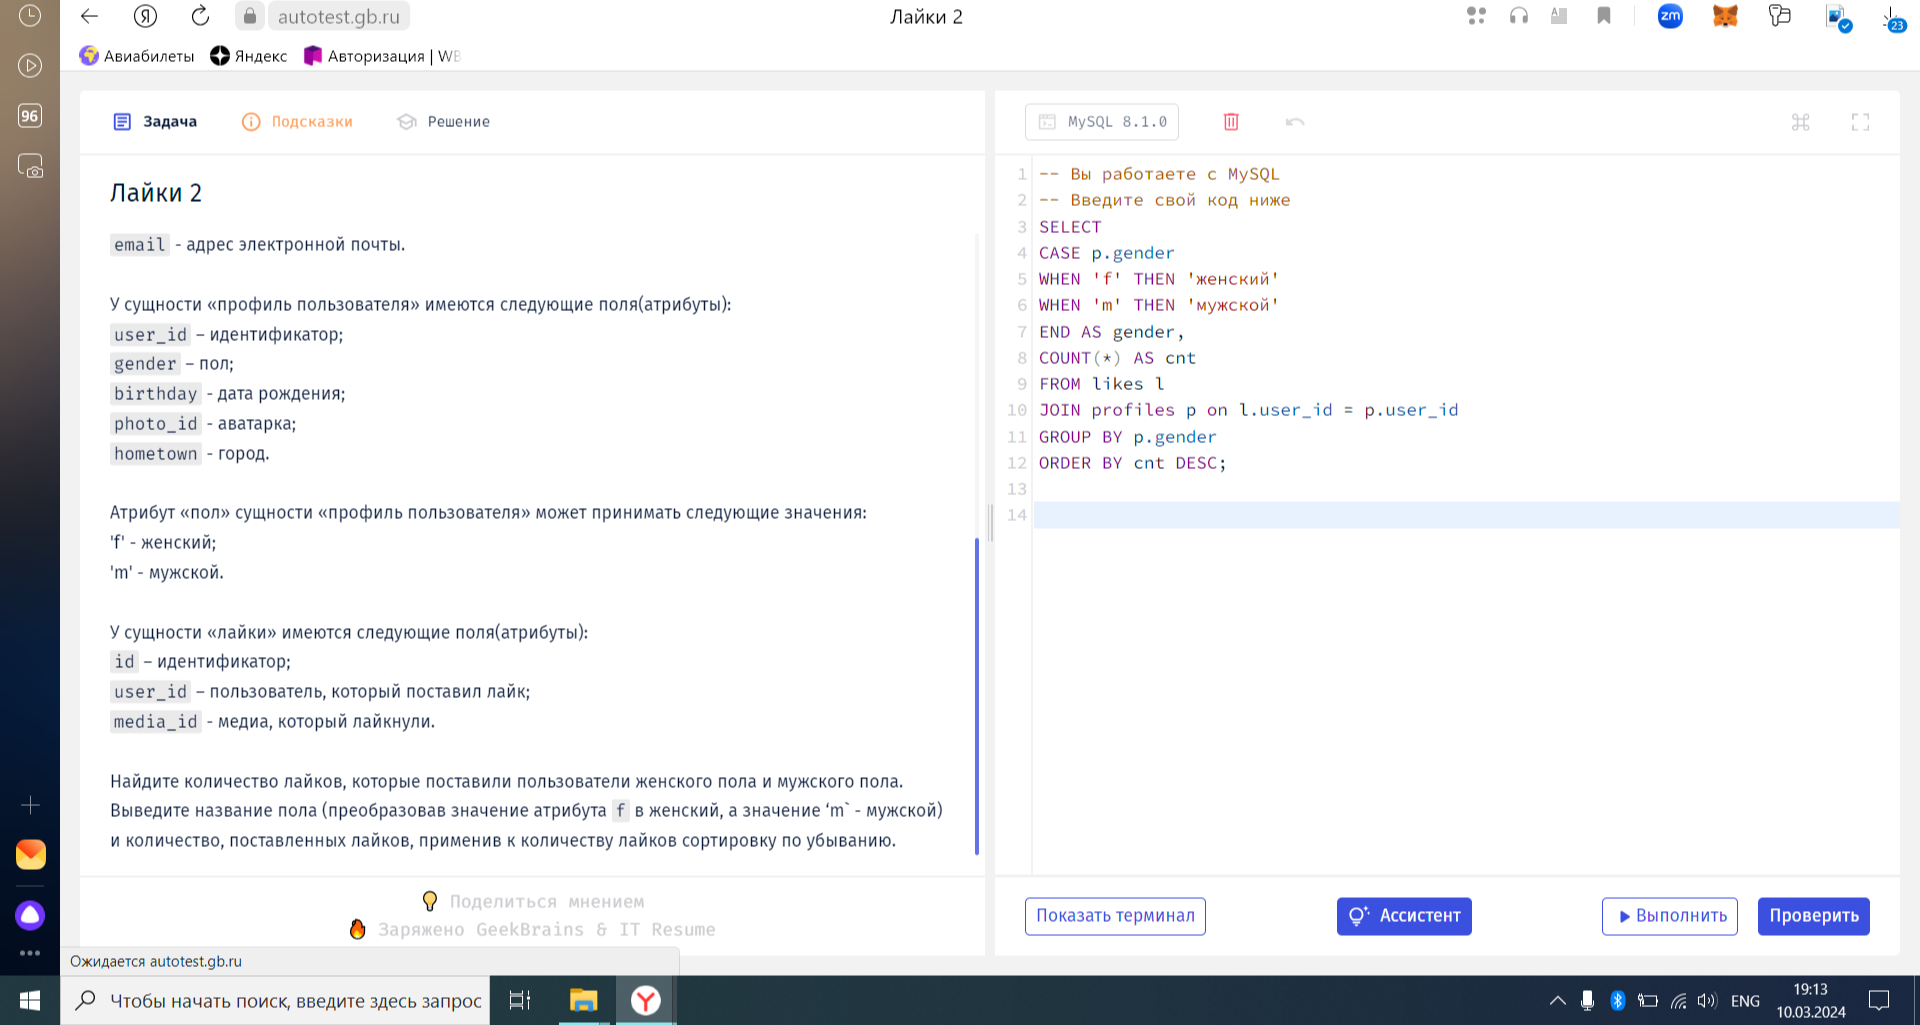 autotest.gb.ru
Лайки 2
zm
23
Авиабилеты
Яндекс
Авторизация | WB
96
Задача
Подсказки
Решение
MySQL 8.1.0
Лайки 2
email - адрес электронной почты.
У сущности «профиль пользователя» имеются следующие поля(атрибуты):
user_id – идентификатор;
gender – пол;
birthday - дата рождения;
photo_id - аватарка;
hometown - город.
Атрибут «пол» сущности «профиль пользователя» может принимать следующие значения:
'f' - женский;
'm' - мужской.
У сущности «лайки» имеются следующие поля(атрибуты):
id – идентификатор;
user_id – пользователь, который поставил лайк;
media_id - медиа, который лайкнули.
Найдите количество лайков, которые поставили пользователи женского пола и мужского пола.
Выведите название пола (преобразовав значение атрибута f в женский, а значение ‘m` - мужской)
и количество, поставленных лайков, применив к количеству лайков сортировку по убыванию.
Поделиться мнением
Заряжено GeekBrains & IT Resume
1 -- Вы работаете с MySQL
2 -- Введите свой код ниже
3 SELECT
4 CASE p.gender
5 WHEN 'f' THEN 'женский'
6 WHEN 'm' THEN 'мужской'
7 END AS gender,
8 COUNT(*) AS cnt
9 FROM likes l
10 JOIN profiles p on l.user_id = p.user_id
11 GROUP BY p.gender
12 ORDER BY cnt DESC;
13
14
Показать терминал
Ассистент
Выполнить
Проверить
Ожидается autotest.gb.ru
Чтобы начать поиск, введите здесь запрос
ENG
19:13
10.03.2024